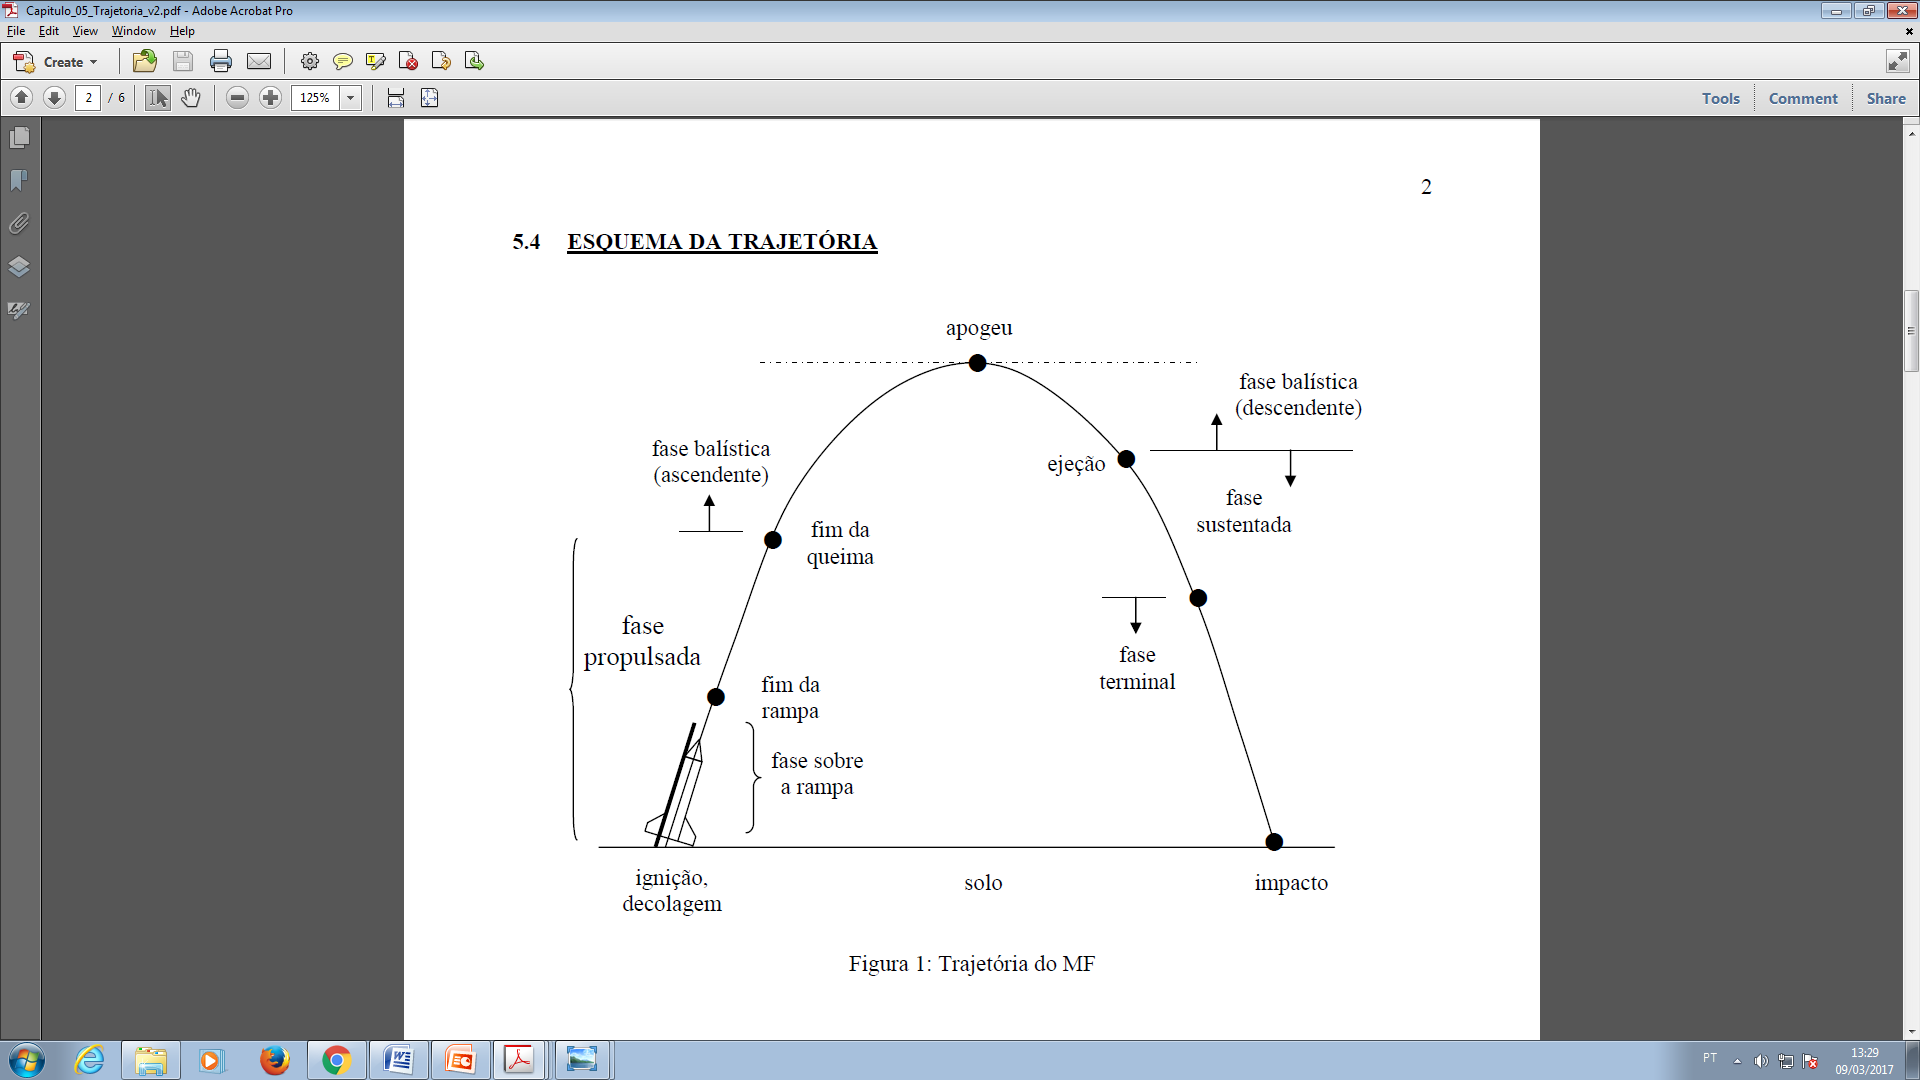 Capitulo_05_Trajetoria_v2.pdf - Adobe Acrobat Pro
File Edit View Window Help
Create
2 / 6 125% Tools Comment Share
2
5.4 ESQUEMA DA TRAJETÓRIA
apogeu
fase balística
(descendente)
fase balística
(ascendente)
ejeção
fase
sustentada
fim da
queima
fase
propulsada
fase
terminal
fim da
rampa
fase sobre
a rampa
ignição,
decolagem
solo
impacto
Figura 1: Trajetória do MF
PT
13:29
09/03/2017